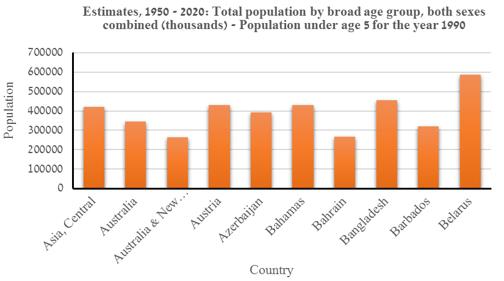 Estimates, 1950 - 2020: Total population by broad age group, both sexes
combined (thousands) - Population under age 5 for the year 1990
700000
600000
500000
400000
300000
200000
100000
0
Population
Asia, Central
Australia
Australia & New…
Austria
Azerbaijan
Bahamas
Bahrain
Bangladesh
Barbados
Belarus
Country